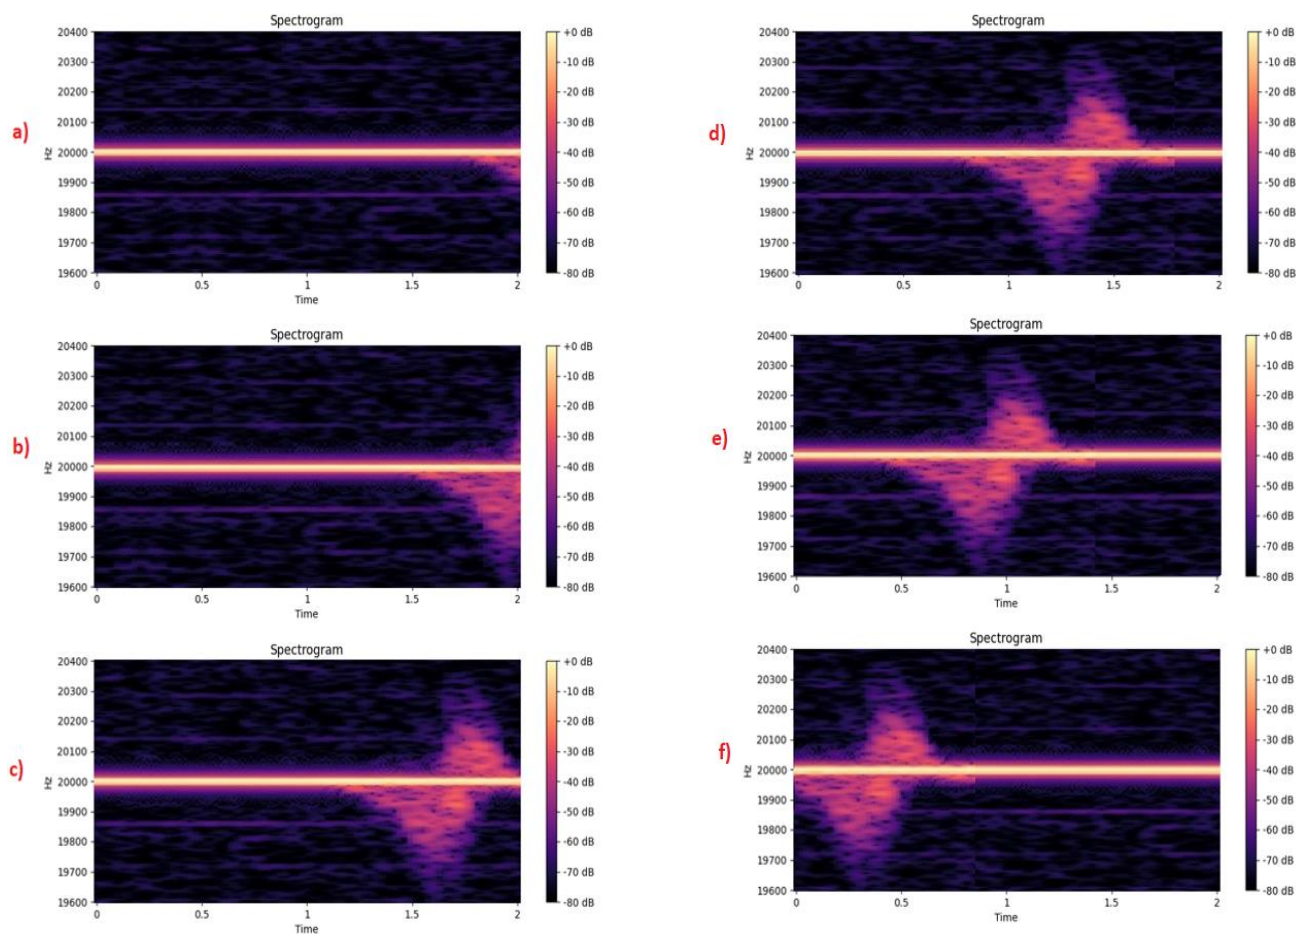 a)
Spectrogram
20400
20300
20200
20100
20000
19900
19800
19700
19600
Hz
0
0.5
1
1.5
2
Time
+0 dB
-10 dB
-20 dB
-30 dB
-40 dB
-50 dB
-60 dB
-70 dB
-80 dB
b)
Spectrogram
20400
20300
20200
20100
20000
19900
19800
19700
19600
Hz
0
0.5
1
1.5
2
Time
+0 dB
-10 dB
-20 dB
-30 dB
-40 dB
-50 dB
-60 dB
-70 dB
-80 dB
c)
Spectrogram
20400
20300
20200
20100
20000
19900
19800
19700
19600
Hz
0
0.5
1
1.5
2
Time
+0 dB
-10 dB
-20 dB
-30 dB
-40 dB
-50 dB
-60 dB
-70 dB
-80 dB
d)
Spectrogram
20400
20300
20200
20100
20000
19900
19800
19700
19600
Hz
0
0.5
1
1.5
2
Time
+0 dB
-10 dB
-20 dB
-30 dB
-40 dB
-50 dB
-60 dB
-70 dB
-80 dB
e)
Spectrogram
20400
20300
20200
20100
20000
19900
19800
19700
19600
Hz
0
0.5
1
1.5
2
Time
+0 dB
-10 dB
-20 dB
-30 dB
-40 dB
-50 dB
-60 dB
-70 dB
-80 dB
f)
Spectrogram
20400
20300
20200
20100
20000
19900
19800
19700
19600
Hz
0
0.5
1
1.5
2
Time
+0 dB
-10 dB
-20 dB
-30 dB
-40 dB
-50 dB
-60 dB
-70 dB
-80 dB